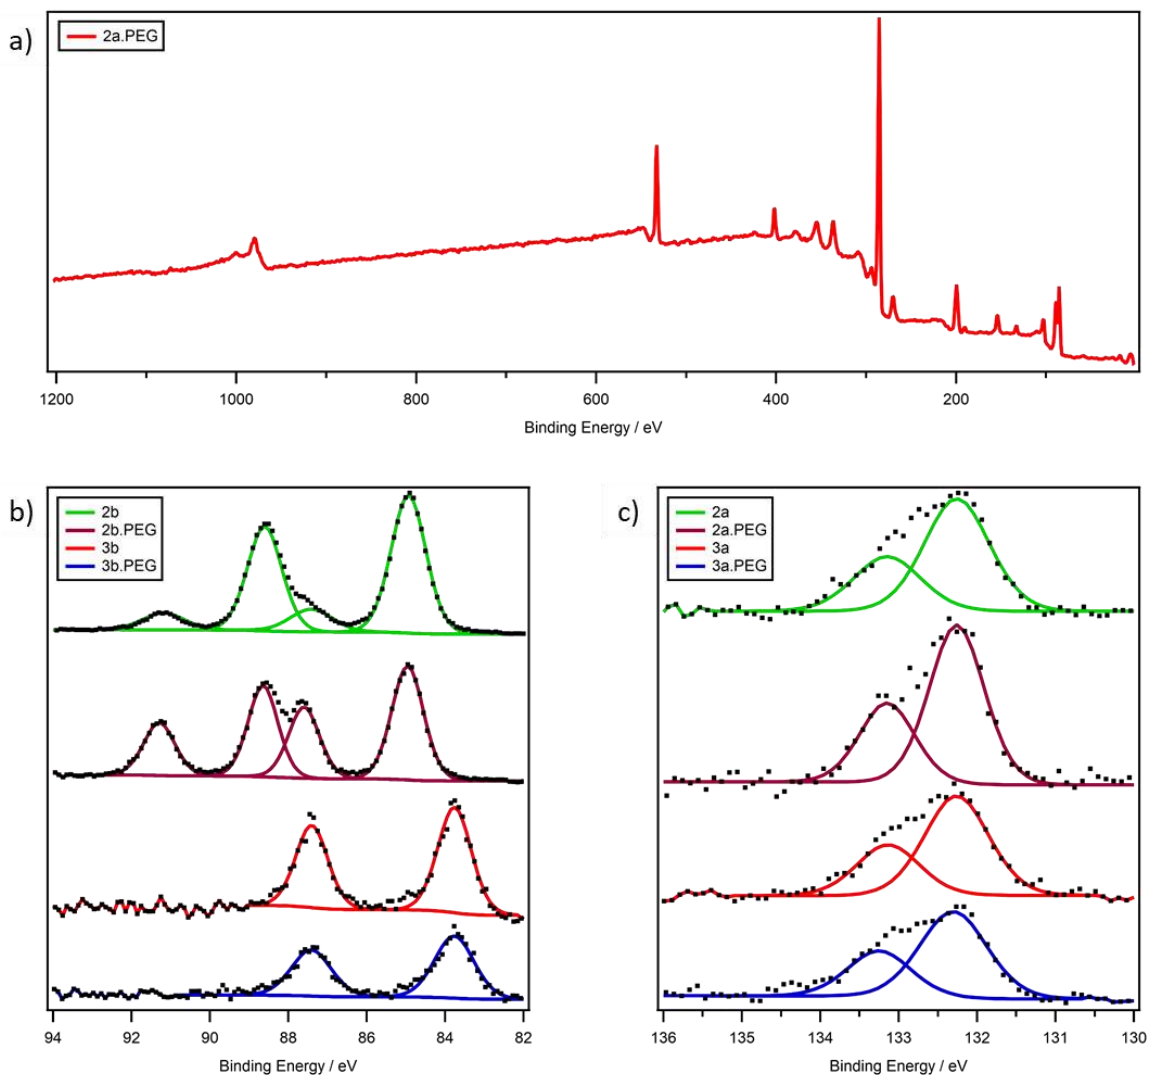 a)
2a.PEG
1200 1000 800 600 400 200
Binding Energy / eV
b)
2b
2b.PEG
3b
3b.PEG
94 92 90 88 86 84 82
Binding Energy / eV
c)
2a
2a.PEG
3a
3a.PEG
136 135 134 133 132 131 130
Binding Energy / eV